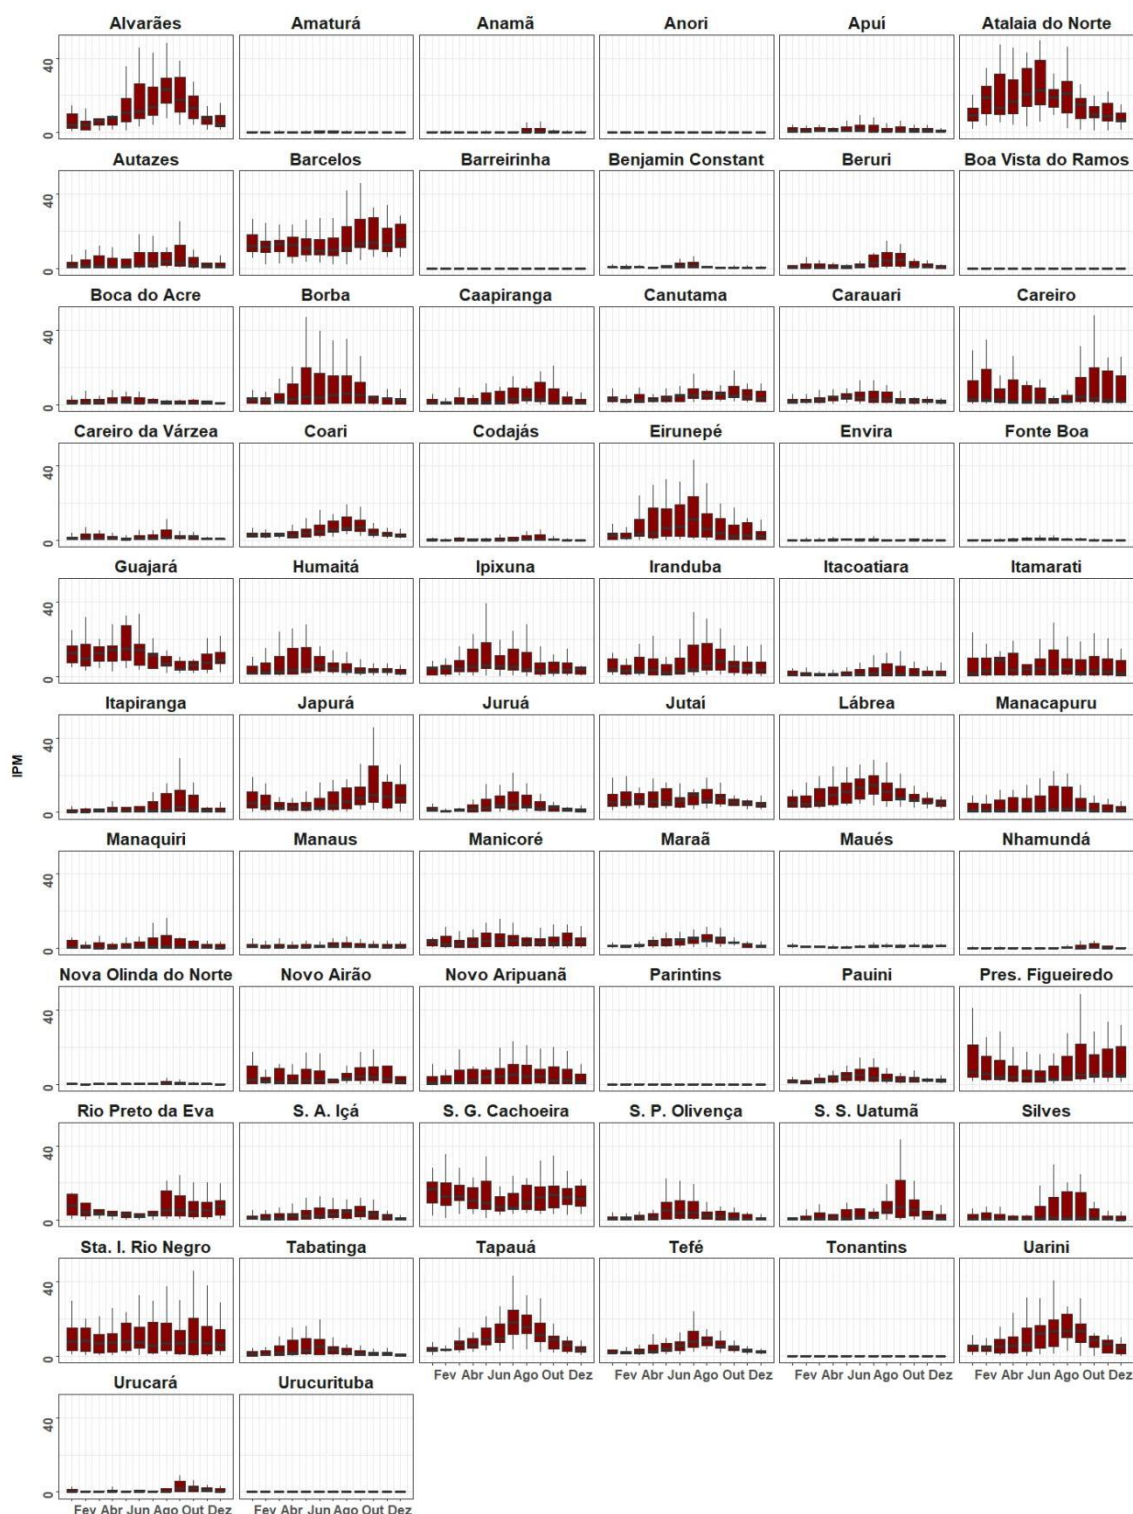 Alvarães Amaturá Anamã Anori Apuí Atalaia do Norte
40
0
Autazes Barcelos Barreirinha Benjamin Constant Beruri Boa Vista do Ramos
40
0
Boca do Acre Borba Caapiranga Canutama Carauari Careiro
40
0
Careiro da Várzea Coari Codajás Eirunepé Envira Fonte Boa
40
0
Guajará Humaitá Ipixuna Iranduba Itacoatiara Itamarati
40
0
Itapiranga Japurá Juruá Jutaí Lábrea Manacapuru
40
IPM
0
Manaquiri Manaus Manicoré Maraã Maués Nhamundá
40
0
Nova Olinda do Norte Novo Airão Novo Aripuanã Parintins Pauini Pres. Figueiredo
40
0
Rio Preto da Eva S. A. Içá S. G. Cachoeira S. P. Olivença S. S. Uatumã Silves
40
0
Sta. I. Rio Negro Tabatinga Tapauá Tefé Tonantins Uarini
40
0
Fev Abr Jun Ago Out Dez Fev Abr Jun Ago Out Dez Fev Abr Jun Ago Out Dez Fev Abr Jun Ago Out Dez
Urucará Urucurituba
40
0
Fev Abr Jun Ago Out Dez Fev Abr Jun Ago Out Dez